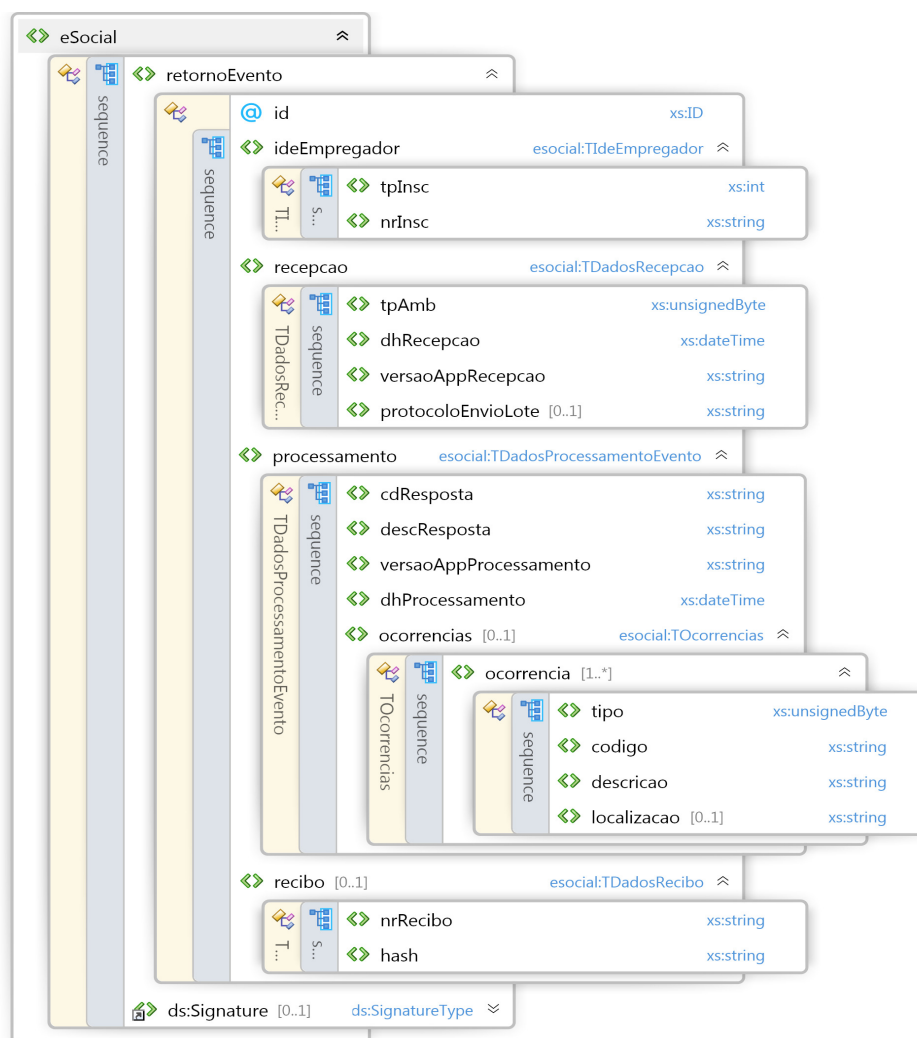 eSocial
retornoEvento
sequence
@ id xs:ID
ideEmpregador esocial:TIdeEmpregador
sequence
tpInsc xs:int
TI... s...
nrInsc xs:string
recepcao esocial:TDadosRecepcao
tpAmb xs:unsignedByte
TDadosRec... sequence
dhRecepcao xs:dateTime
versaoAppRecepcao xs:string
protocoloEnvioLote [0..1] xs:string
processamento esocial:TDadosProcessamentoEvento
cdResposta xs:string
TDadosProcessamentoEvento sequence
descResposta xs:string
versaoAppProcessamento xs:string
dhProcessamento xs:dateTime
ocorrencias [0..1] esocial:TOcorrencias
ocorrencia [1..*]
TOcorrencias sequence
tipo xs:unsignedByte
sequence
codigo xs:string
descricao xs:string
localizacao [0..1] xs:string
recibo [0..1] esocial:TDadosRecibo
nrRecibo xs:string
T... s...
hash xs:string
ds:Signature [0..1] ds:SignatureType